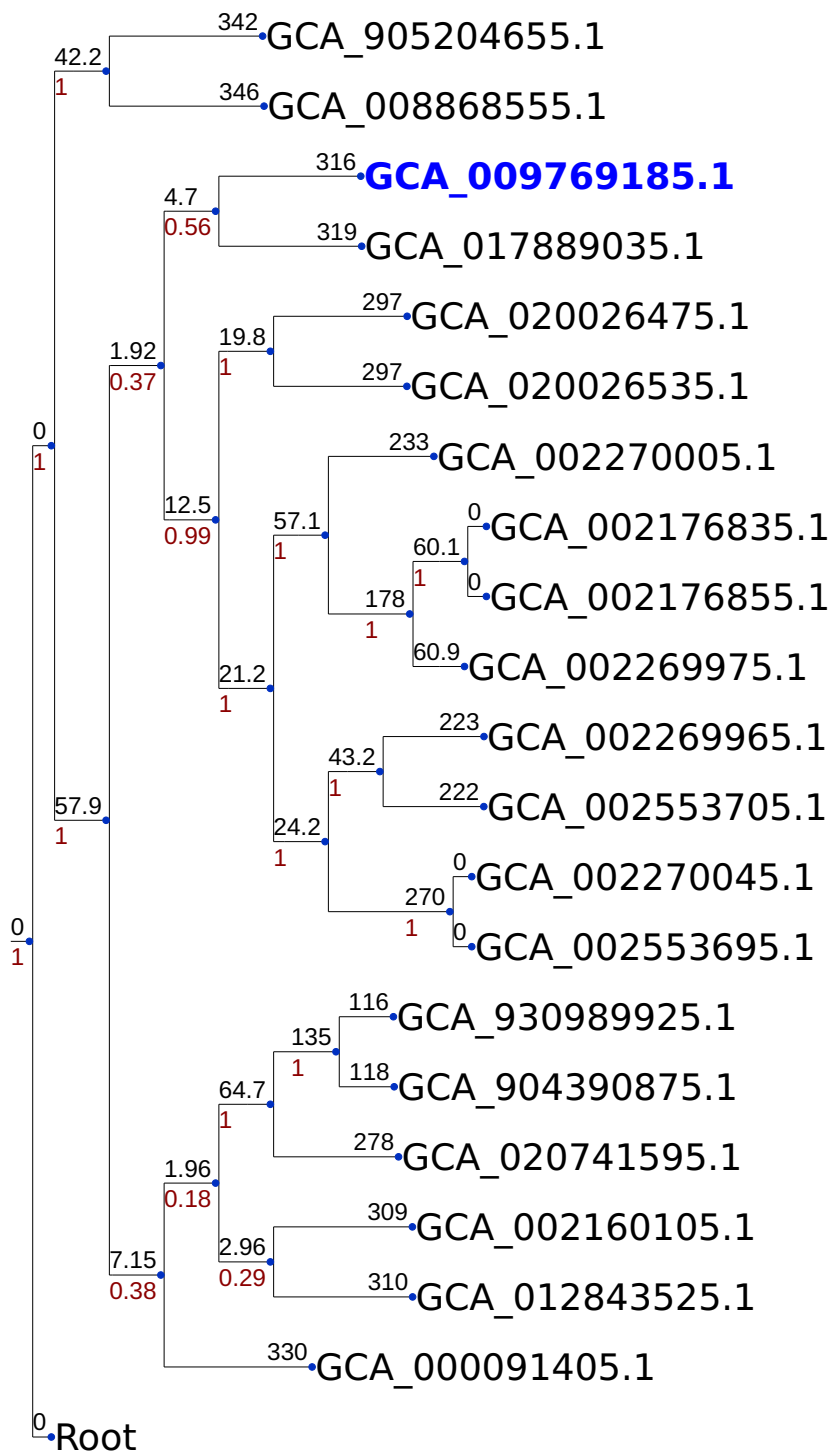 342 GCA_905204655.1
42.2
1
346 GCA_008868555.1
316 GCA_009769185.1
4.7
0.56
319 GCA_017889035.1
297 GCA_020026475.1
19.8
1
1.92
0.37
297 GCA_020026535.1
0
1
233 GCA_002270005.1
12.5
0.99
57.1
1
0 GCA_002176835.1
60.1
1
0 GCA_002176855.1
178
1
60.9 GCA_002269975.1
21.2
1
223 GCA_002269965.1
43.2
1
57.9
1
222 GCA_002553705.1
24.2
1
0 GCA_002270045.1
270
1
0
1
0 GCA_002553695.1
116 GCA_930989925.1
135
1
118 GCA_904390875.1
64.7
1
278 GCA_020741595.1
1.96
0.18
309 GCA_002160105.1
2.96
0.29
7.15
0.38
310 GCA_012843525.1
330 GCA_000091405.1
0 Root